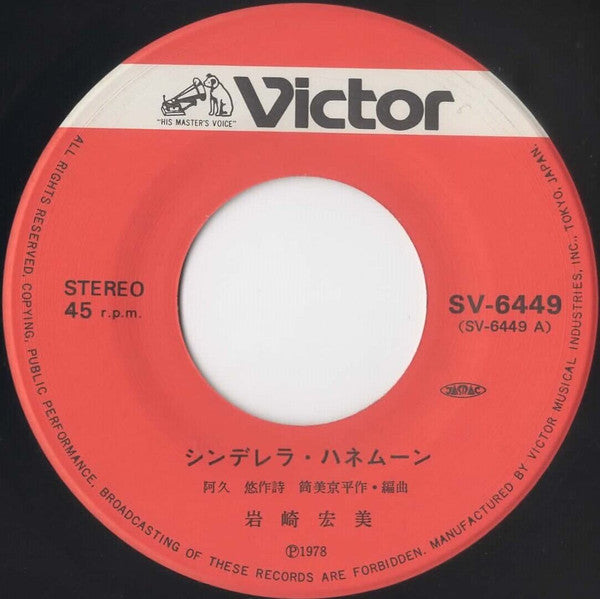 "HIS MASTER'S VOICE"
Victor
STEREO
45 r.p.m.
SV-6449
(SV-6449 A)
JASRAC
シンデレラ・ハネムーン
阿久 悠作詩 筒美京平作・編曲
岩崎宏美
Ⓟ1978
ALL RIGHTS RESERVED. COPYING, PUBLIC PERFORMANCE, BROADCASTING OF THESE RECORDS ARE FORBIDDEN. MANUFACTURED BY VICTOR MUSICAL INDUSTRIES, INC., TOKYO, JAPAN.